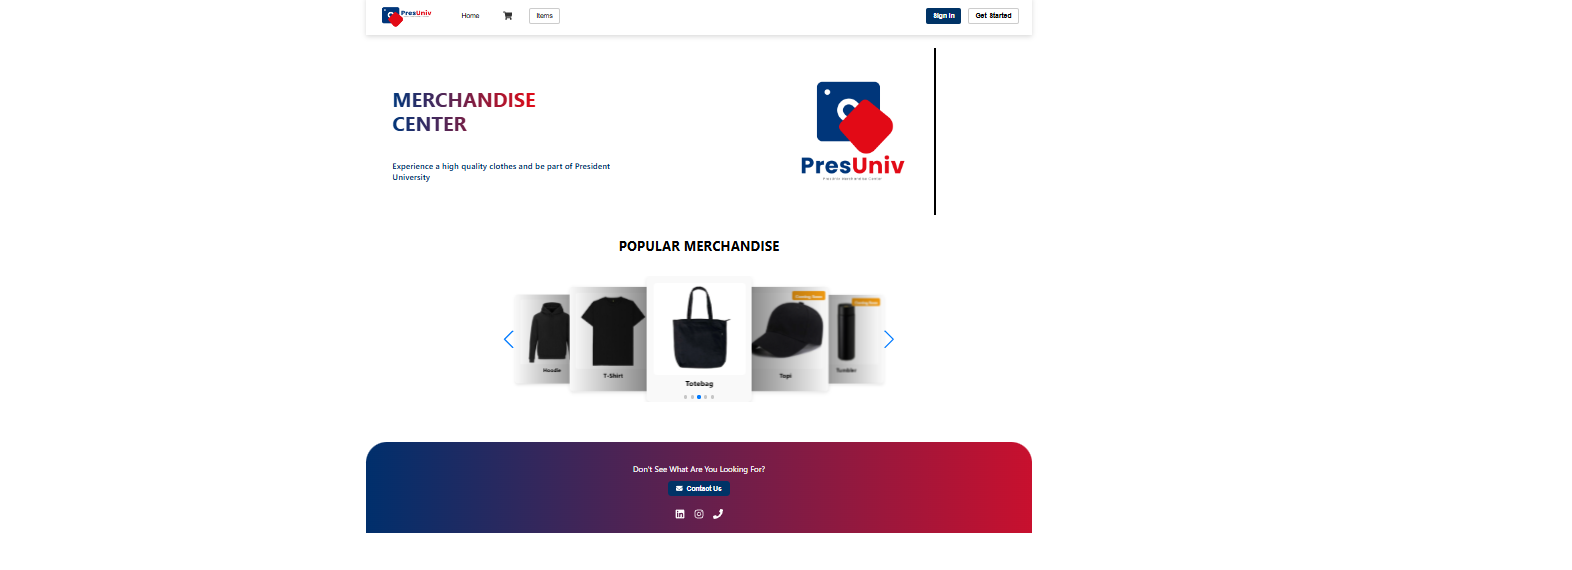 PresUniv
Home
Items
Sign In
Get Started
MERCHANDISE
CENTER
Experience a high quality clothes and be part of President
University
PresUniv
POPULAR MERCHANDISE
Hoodie
T-Shirt
Totebag
Coming Soon
Topi
Coming Soon
Tumbler
Don't See What Are You Looking For?
Contact Us